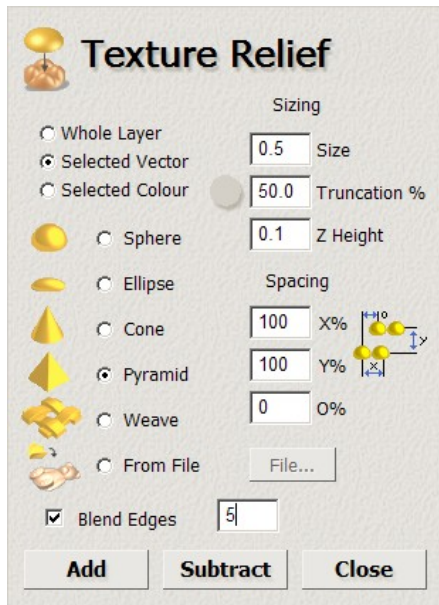 Texture Relief
Sizing
Whole Layer
Selected Vector
Selected Colour
0.5 Size
50.0 Truncation %
0.1 Z Height
Sphere
Ellipse
Cone
Pyramid
Weave
From File
Spacing
100 X%
100 Y%
0 O%
o
Y
X
File...
Blend Edges 5
Add Subtract Close